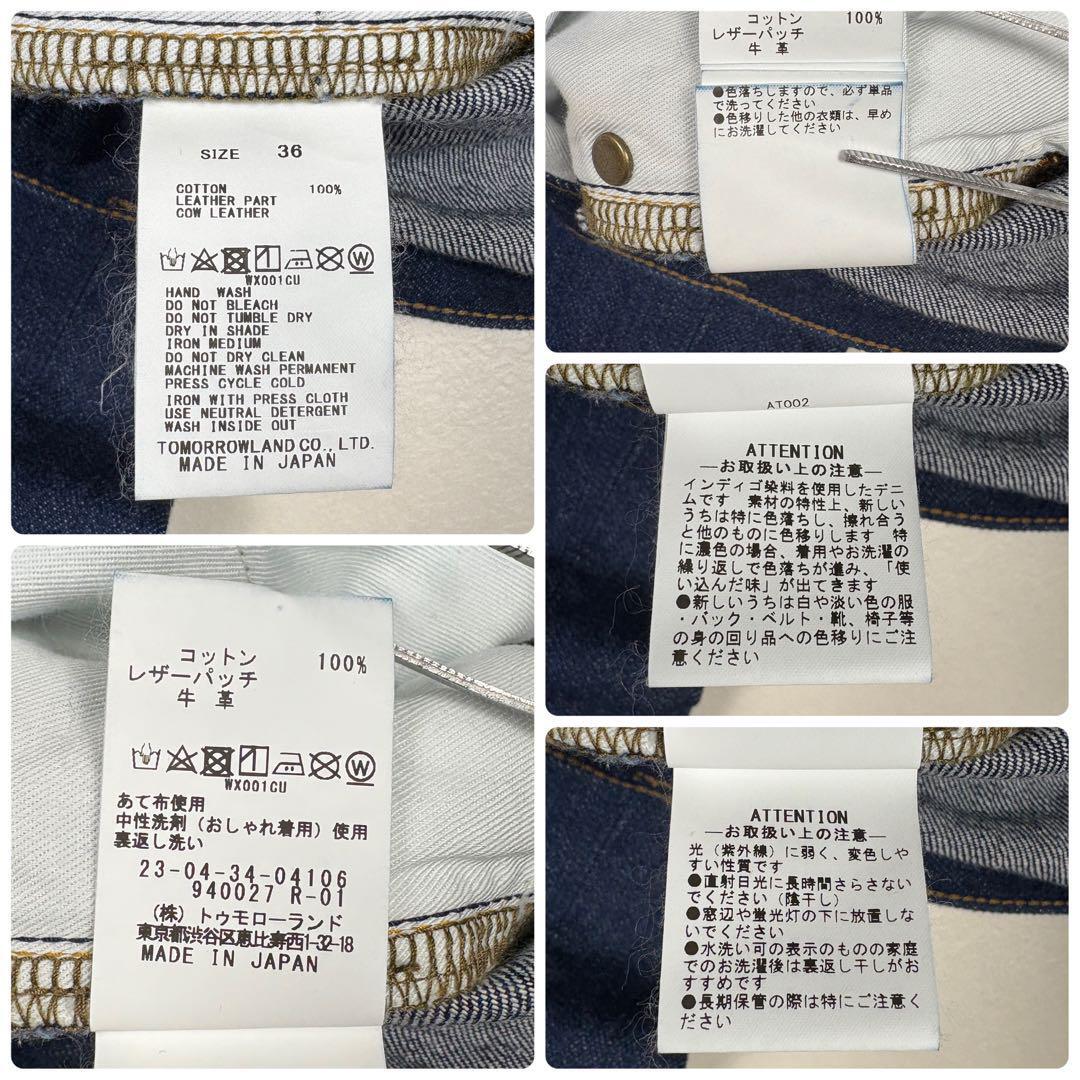 SIZE 36
COTTON 100%
LEATHER PART
COW LEATHER
WX001CU
HAND WASH
DO NOT BLEACH
DO NOT TUMBLE DRY
DRY IN SHADE
IRON MEDIUM
DO NOT DRY CLEAN
MACHINE WASH PERMANENT
PRESS CYCLE COLD
IRON WITH PRESS CLOTH
USE NEUTRAL DETERGENT
WASH INSIDE OUT
TOMORROWLAND CO., LTD.
MADE IN JAPAN
コットン 100%
レザーパッチ
牛 革
WX001CU
あて布使用
中性洗剤（おしゃれ着用）使用
裏返し洗い
23-04-34-04106
940027 R-01
（株）トゥモローランド
東京都渋谷区恵比寿西1-32-18
MADE IN JAPAN
コットン 100%
レザーパッチ
牛 革
●色落ちしますので、必ず単品
で洗ってください
●色移りした他の衣類は、早め
にお洗濯してください
AT002
ATTENTION
―お取扱い上の注意―
インディゴ染料を使用したデニ
ムです 素材の特性上、新しい
うちは特に色落ちし、擦れ合う
と他のものに色移りします 特
に濃色の場合、着用やお洗濯の
繰り返しで色落ちが進み、「使
い込んだ味」が出てきます
●新しいうちは白や淡い色の服
・バック・ベルト・靴、椅子等
の身の回り品への色移りにご注
意ください
ATTENTION
―お取扱い上の注意―
光（紫外線）に弱く、変色しや
すい性質です
●直射日光に長時間さらさない
でください（陰干し）
●窓辺や蛍光灯の下に放置しな
いでください
●水洗い可の表示のものの家庭
でのお洗濯後は裏返し干しがお
すすめです
●長期保管の際は特にご注意く
ださい